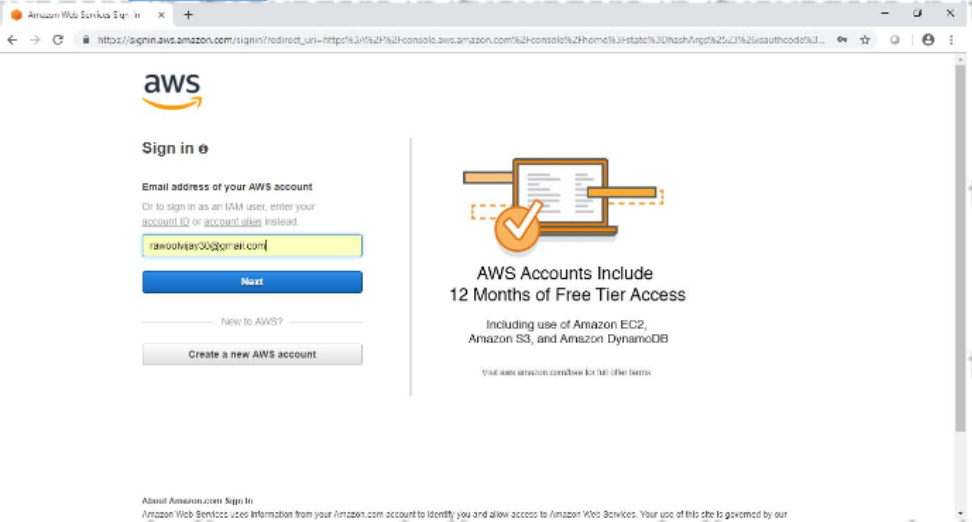 Amazon Web Services Sign In
https://signin.aws.amazon.com/signin?redirect_uri=https%3A%2F%2Fconsole.aws.amazon.com%2Fconsole%2Fhome%3Fstate%3DhashArgs%2523%26isauthcode%3...
aws
Sign in
Email address of your AWS account
Or to sign in as an IAM user, enter your
account ID or account alias instead.
rawoolvijay30@gmail.com
Next
New to AWS?
Create a new AWS account
AWS Accounts Include
12 Months of Free Tier Access
Including use of Amazon EC2,
Amazon S3, and Amazon DynamoDB
Visit aws.amazon.com/free for full offer terms
About Amazon.com Sign In
Amazon Web Services uses information from your Amazon.com account to identify you and allow access to Amazon Web Services. Your use of this site is governed by our